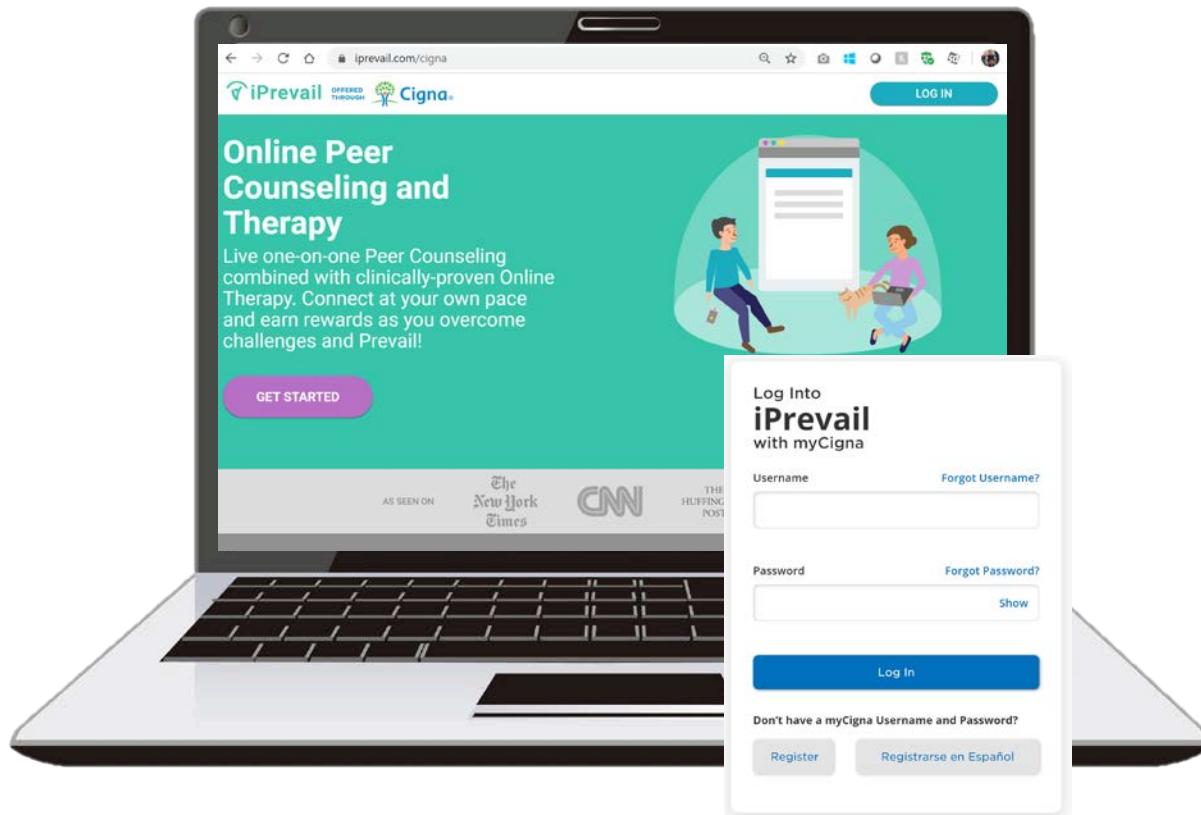 iprevail.com/cigna
iPrevail OFFERED THROUGH Cigna®
LOG IN
Online Peer
Counseling and
Therapy
Live one-on-one Peer Counseling
combined with clinically-proven Online
Therapy. Connect at your own pace
and earn rewards as you overcome
challenges and Prevail!
GET STARTED
AS SEEN ON
The
New York
Times
CNN
THE
POST
Log Into
iPrevail
with myCigna
Username Forgot Username?
Password Forgot Password?
Show
Log In
Don't have a myCigna Username and Password?
Register Registrarse en Español